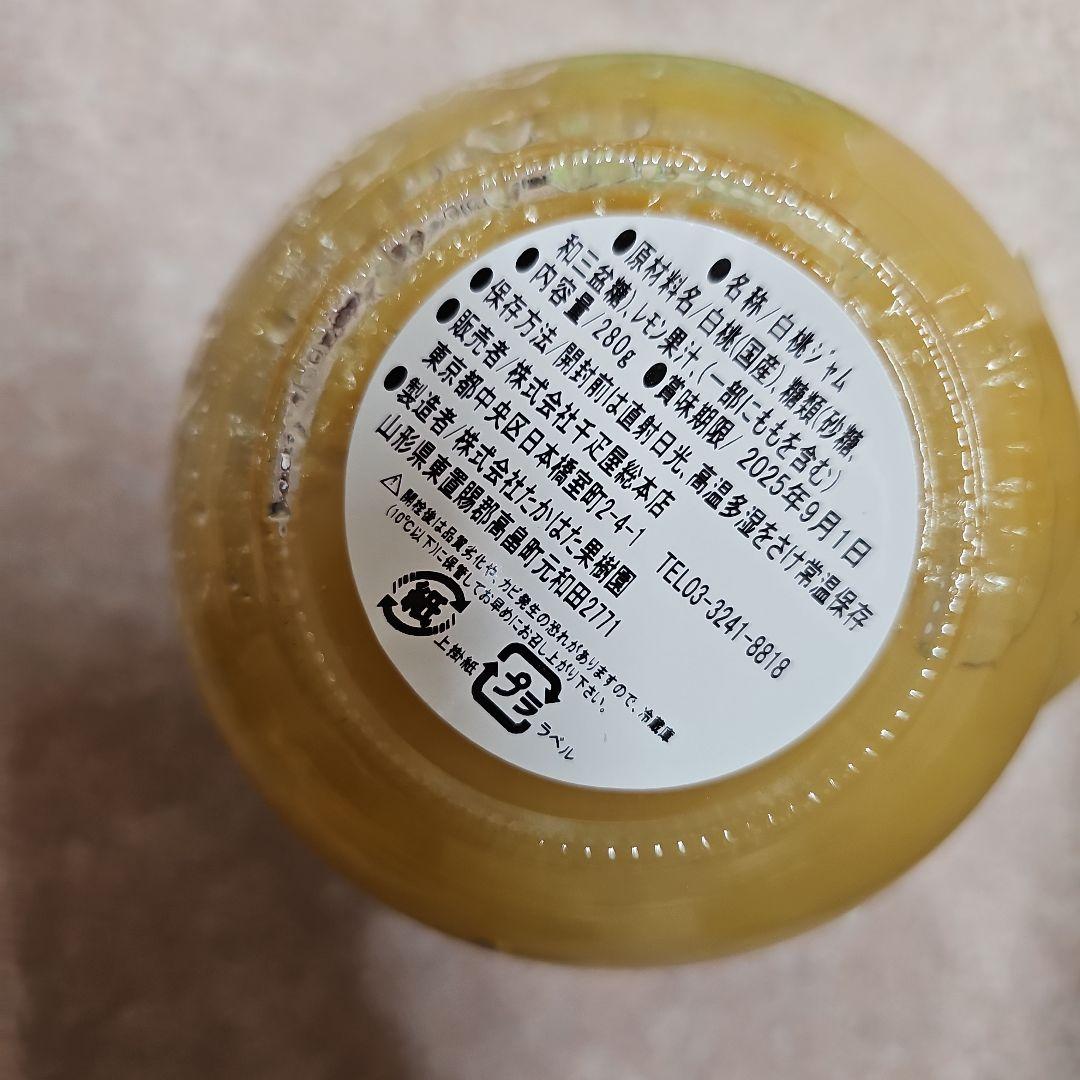 ●名称/白桃ジャム
●原材料名/白桃(国産)、糖類(砂糖、
和三盆糖)、レモン果汁、(一部にももを含む)
●内容量/280g ●賞味期限/2025年9月1日
●保存方法/開封前は直射日光、高温多湿をさけ常温保存
●販売者/株式会社千疋屋総本店
東京都中央区日本橋室町2-4-1 TEL03-3241-8818
●製造者/株式会社たかはた果樹園
山形県東置賜郡高畠町元和田2771
⚠開栓後は品質劣化や、カビ発生の恐れがありますので、冷蔵庫
(10℃以下)に保管してお早めにお召し上がり下さい。
紙 上掛紙 プラ ラベル